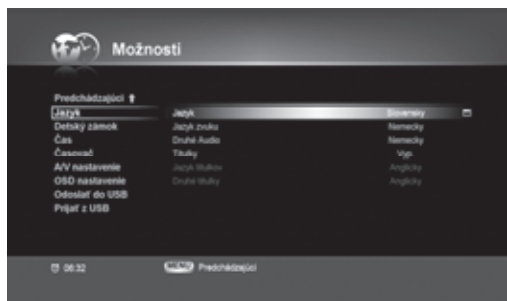 Možnosti
Predchádzajúci
Jazyk Jazyk Slovensky
Detský zámok Jazyk zvuku Nemecky
Čas Druhé Audio Nemecky
Časovač Titulky Vyp.
A/V nastavenie Jazyk titulkov Anglicky
OSD nastavenie Druhé titulky Anglicky
Odoslať do USB
Prijať z USB
06:32 MENU Predchádzajúci